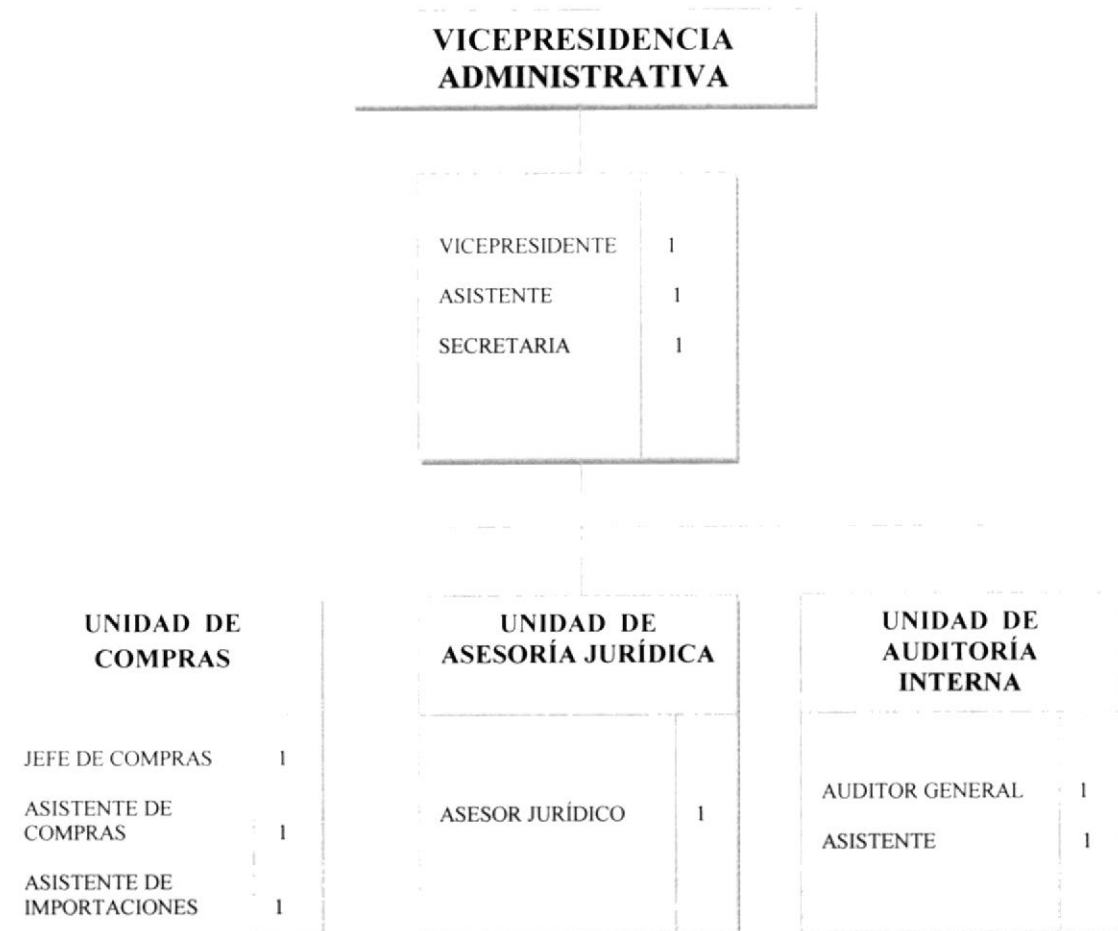 VICEPRESIDENCIA
ADMINISTRATIVA
VICEPRESIDENTE 1
ASISTENTE 1
SECRETARIA 1
UNIDAD DE
COMPRAS
JEFE DE COMPRAS 1
ASISTENTE DE
COMPRAS 1
ASISTENTE DE
IMPORTACIONES 1
UNIDAD DE
ASESORÍA JURÍDICA
ASESOR JURÍDICO 1
UNIDAD DE
AUDITORÍA
INTERNA
AUDITOR GENERAL 1
ASISTENTE 1